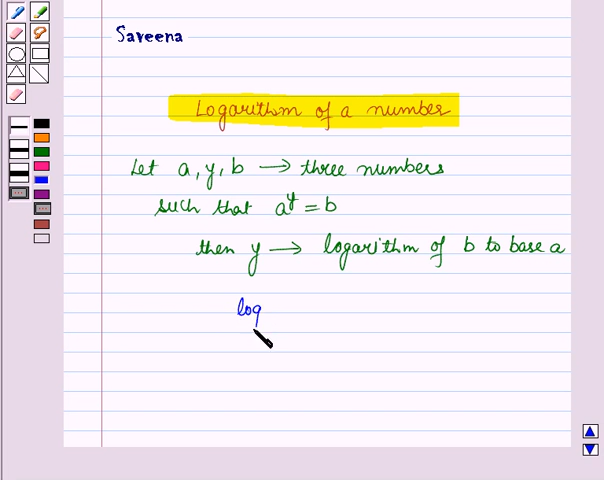 Saveena
Logarithm of a number
Let a, y, b → three numbers
such that a^y = b
then y → logarithm of b to base a
log